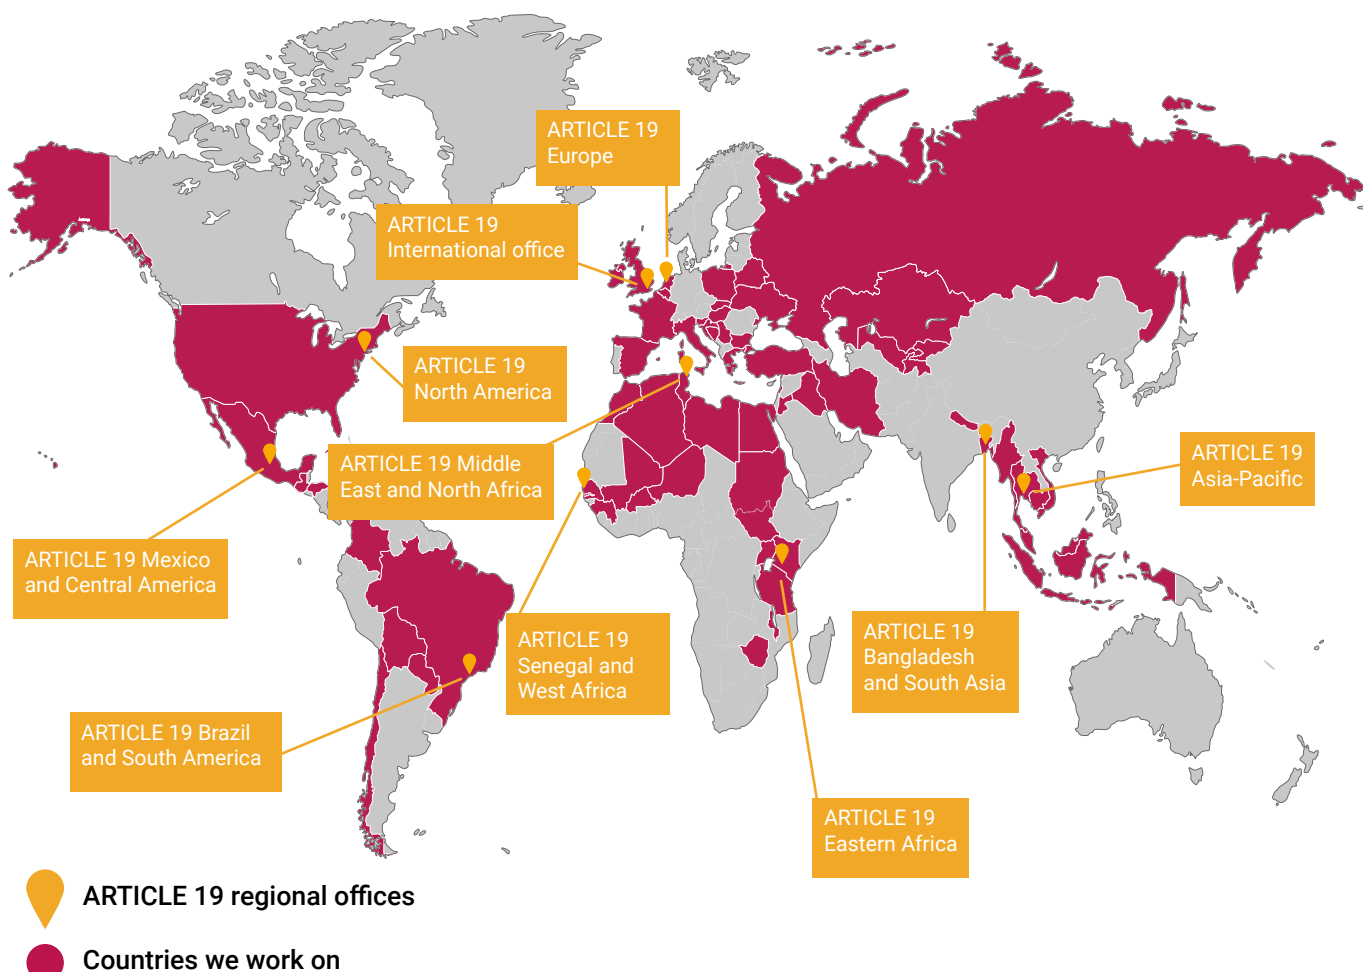 ARTICLE 19
Europe
ARTICLE 19
International office
ARTICLE 19
North America
ARTICLE 19 Middle
East and North Africa
ARTICLE 19
Asia-Pacific
ARTICLE 19 Mexico
and Central America
ARTICLE 19
Senegal and
West Africa
ARTICLE 19
Bangladesh
and South Asia
ARTICLE 19 Brazil
and South America
ARTICLE 19
Eastern Africa
ARTICLE 19 regional offices
Countries we work on